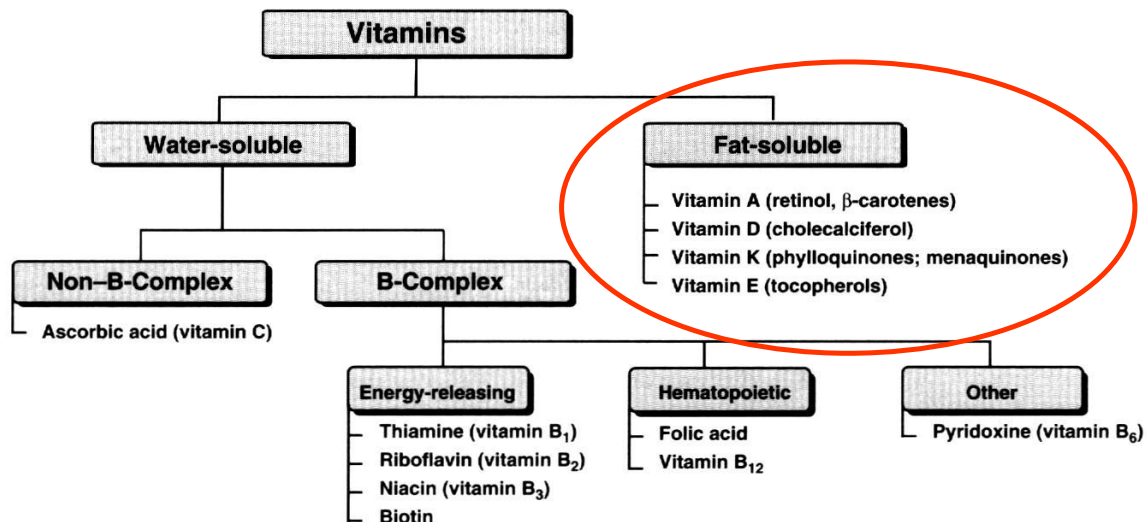 Vitamins
Water-soluble
Fat-soluble
Vitamin A (retinol, β-carotenes)
Vitamin D (cholecalciferol)
Vitamin K (phylloquinones; menaquinones)
Vitamin E (tocopherols)
Non–B-Complex
B-Complex
Ascorbic acid (vitamin C)
Energy-releasing
Hematopoietic
Other
Thiamine (vitamin B₁)
Folic acid
Pyridoxine (vitamin B₆)
Riboflavin (vitamin B₂)
Vitamin B₁₂
Niacin (vitamin B₃)
Biotin